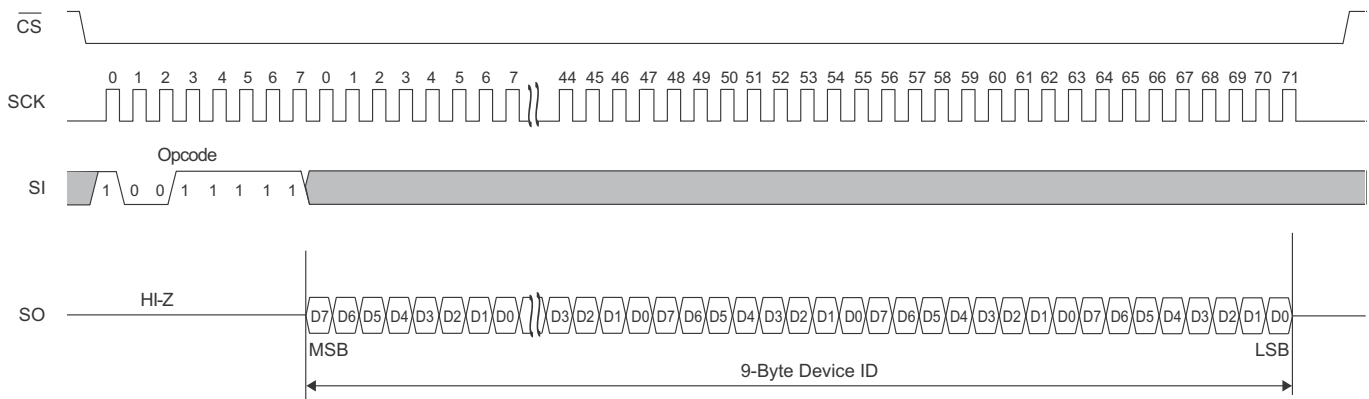 CS
0 1 2 3 4 5 6 7 0 1 2 3 4 5 6 7 44 45 46 47 48 49 50 51 52 53 54 55 56 57 58 59 60 61 62 63 64 65 66 67 68 69 70 71
SCK
Opcode
SI 1 0 0 1 1 1 1 1
HI-Z
SO D7 D6 D5 D4 D3 D2 D1 D0 D3 D2 D1 D0 D7 D6 D5 D4 D3 D2 D1 D0 D7 D6 D5 D4 D3 D2 D1 D0 D7 D6 D5 D4 D3 D2 D1 D0
MSB LSB
9-Byte Device ID